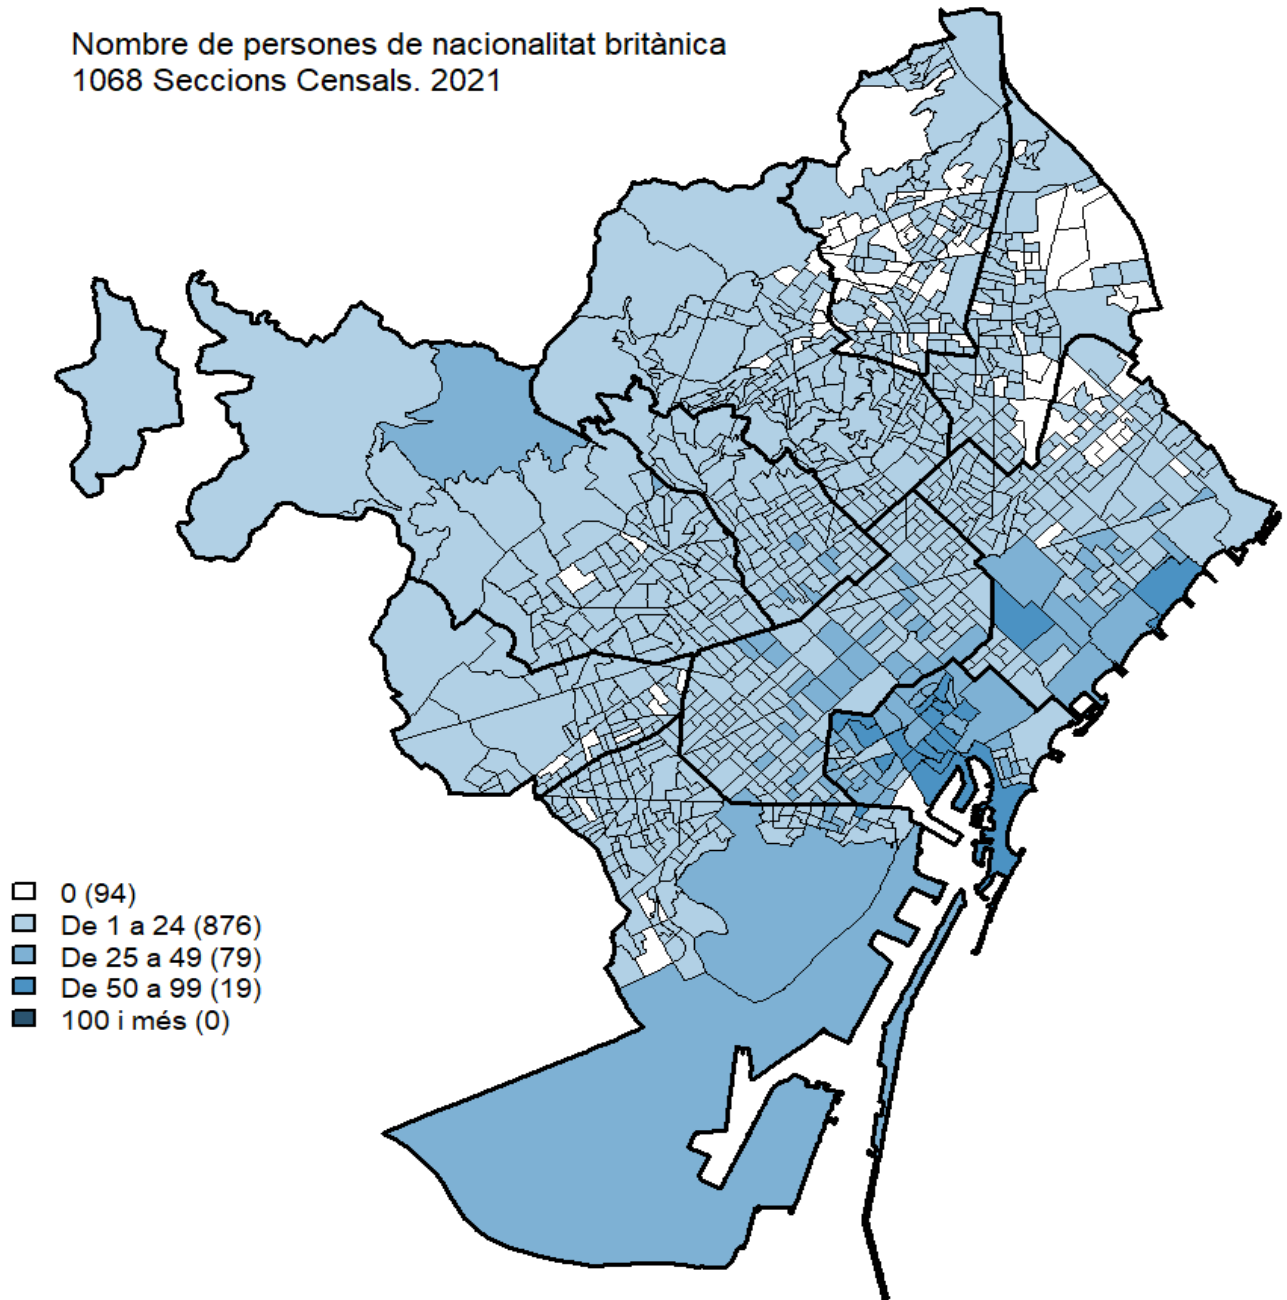 Nombre de persones de nacionalitat britànica
1068 Seccions Censals. 2021
0 (94)
De 1 a 24 (876)
De 25 a 49 (79)
De 50 a 99 (19)
100 i més (0)